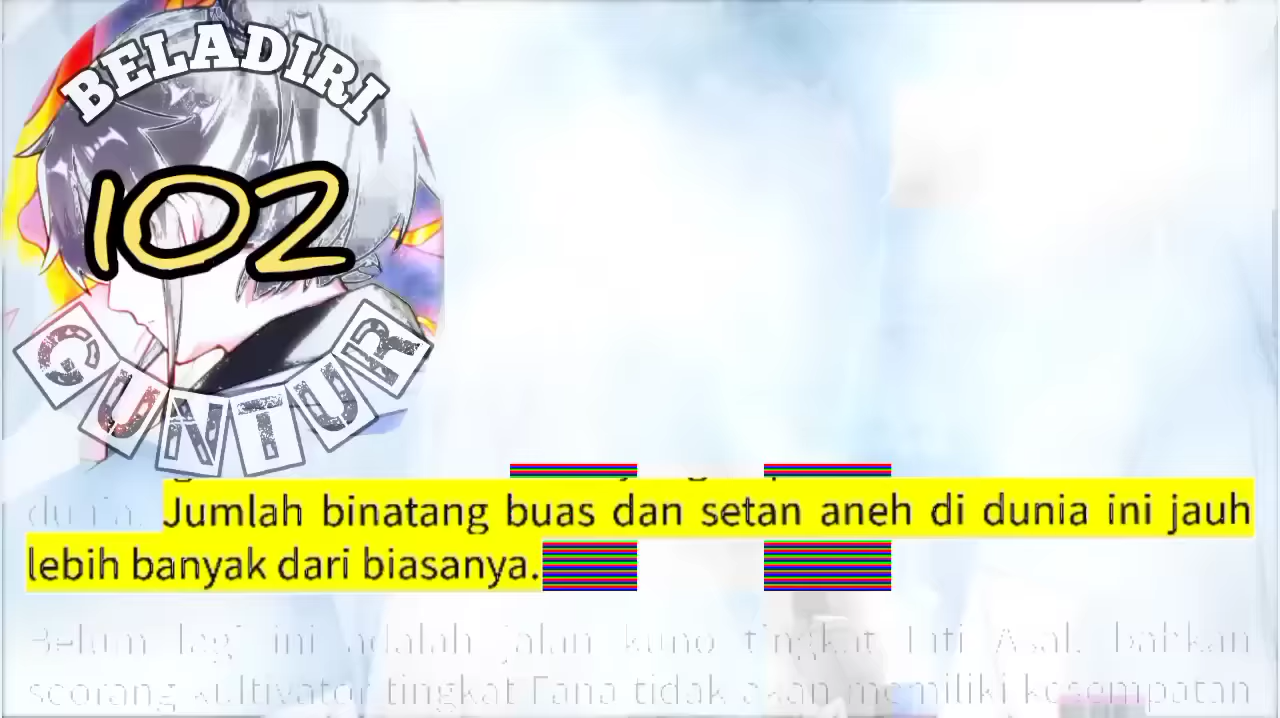 BELADIRI
102
GUNTUR
dunia. Jumlah binatang buas dan setan aneh di dunia ini jauh
lebih banyak dari biasanya.
Belum lagi ini adalah jalan kuno tingkat Inti Asal, bahkan
seorang kultivator tingkat Fana tidak akan memiliki kesempatan